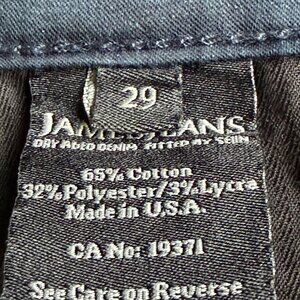 29
JAMES JEANS
DRY AGED DENIM FITTED BY SEUN
65% Cotton
32% Polyester/3% Lycra
Made in U.S.A.
CA No: 19371
See Care on Reverse